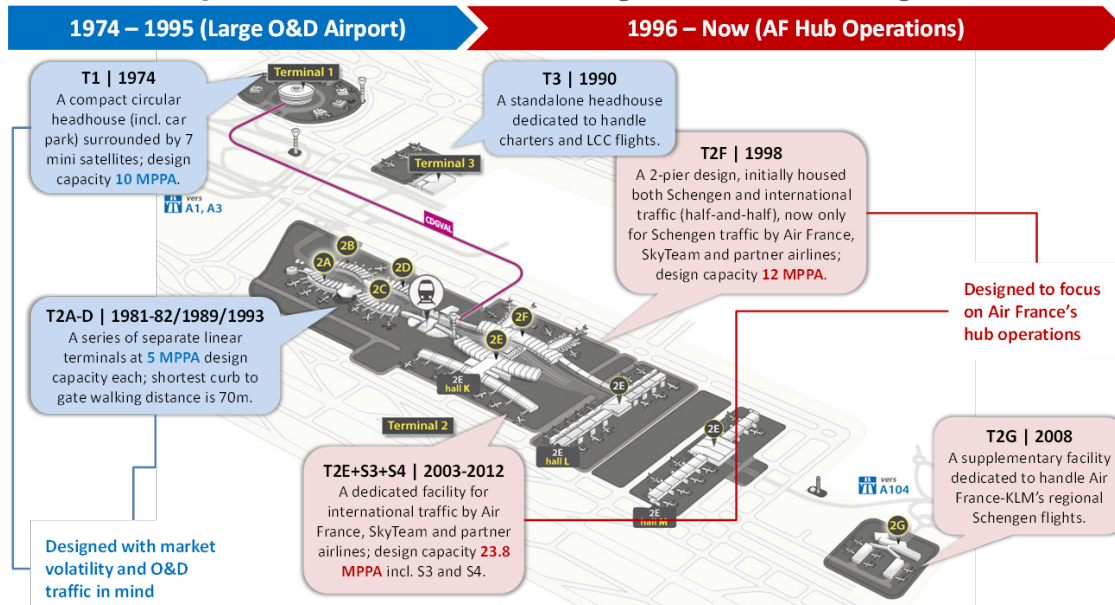 1974 – 1995 (Large O&D Airport)
1996 – Now (AF Hub Operations)
T1 | 1974
A compact circular
headhouse (incl. car
park) surrounded by 7
mini satellites; design
capacity 10 MPPA.
Terminal 1
T3 | 1990
A standalone headhouse
dedicated to handle
charters and LCC flights.
Terminal 3
T2F | 1998
A 2-pier design, initially housed
both Schengen and international
traffic (half-and-half), now only
for Schengen traffic by Air France,
SkyTeam and partner airlines;
design capacity 12 MPPA.
vers
A1, A3
CDGVAL
2B
2A
2D
2C
2F
2E
2E
hall K
2E
2E
hall L
2E
2E
hall M
T2A-D | 1981-82/1989/1993
A series of separate linear
terminals at 5 MPPA design
capacity each; shortest curb to
gate walking distance is 70m.
Designed to focus
on Air France’s
hub operations
Terminal 2
T2E+S3+S4 | 2003-2012
A dedicated facility for
international traffic by Air
France, SkyTeam and partner
airlines; design capacity 23.8
MPPA incl. S3 and S4.
vers
A104
T2G | 2008
A supplementary facility
dedicated to handle Air
France-KLM’s regional
Schengen flights.
2G
Designed with market
volatility and O&D
traffic in mind